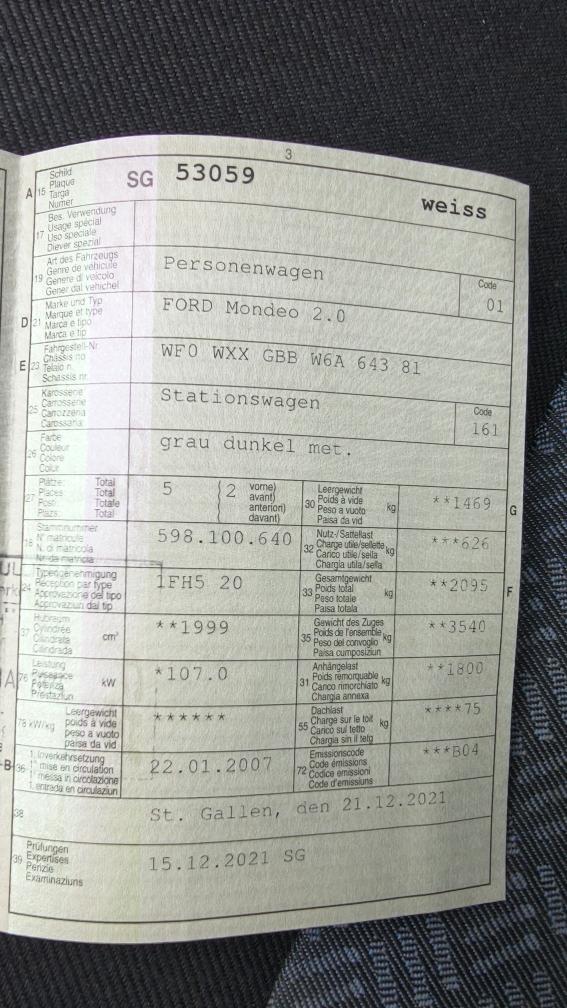 3
A 15 Schild
Plaque
Targa
Numer
SG 53059
weiss
17 Bes. Verwendung
Usage spécial
Uso speciale
Diever spezial
19 Art des Fahrzeugs
Genre de véhicule
Genere di veicolo
Gener dal vehichel
Personenwagen
Code
01
D 21 Marke und Typ
Marque et type
Marca e tipo
Marca e tip
FORD Mondeo 2.0
E 23 Fahrgestell-Nr.
Châssis no
Telaio n.
Schassis nr.
WF0 WXX GBB W6A 643 81
25 Karosserie
Carrosserie
Carrozzeria
Carossaria
Stationswagen
Code
161
26 Farbe
Couleur
Colore
Colur
grau dunkel met.
27 Plätze: Total
Places Total
Posti Totale
Plazs Total
5
2 vorne)
avant)
anteriori)
davant)
30 Leergewicht
Poids à vide
Peso a vuoto
Paisa da vid
kg
**1469
G
18 Stammnummer
N° matricule
N. di matricola
Nr. da matricla
598.100.640
32 Nutz-/Sattellast
Charge utile/sellette
Carico utile/sella
Chargia utila/sella
kg
***626
24 Typengenehmigung
Réception par type
Approvazione del tipo
Approvaziun dal tip
1FH5 20
33 Gesamtgewicht
Poids total
Peso totale
Paisa totala
kg
**2095
F
37 Hubraum
Cylindrée
Cilindrata
Cilindrada
cm³
**1999
35 Gewicht des Zuges
Poids de l'ensemble
Peso del convoglio
Paisa cumposiziun
kg
**3540
76 Leistung
Puissance
Potenza
Prestaziun
kW
*107.0
31 Anhängelast
Poids remorquable
Carico rimorchiato
Chargia annexa
kg
**1800
78 kW/kg
Leergewicht
poids à vide
peso a vuoto
paisa da vid
******
55 Dachlast
Charge sur le toit
Carico sul tetto
Chargia sin il tetg
kg
****75
B 36 1. Inverkehrsetzung
1re mise en circulation
1a messa in circolazione
1. entrada en circulaziun
22.01.2007
72 Emissionscode
Code émissions
Codice emissioni
Code d'emissiuns
***B04
38
St. Gallen, den 21.12.2021
39 Prüfungen
Expertises
Perizie
Examinaziuns
15.12.2021 SG